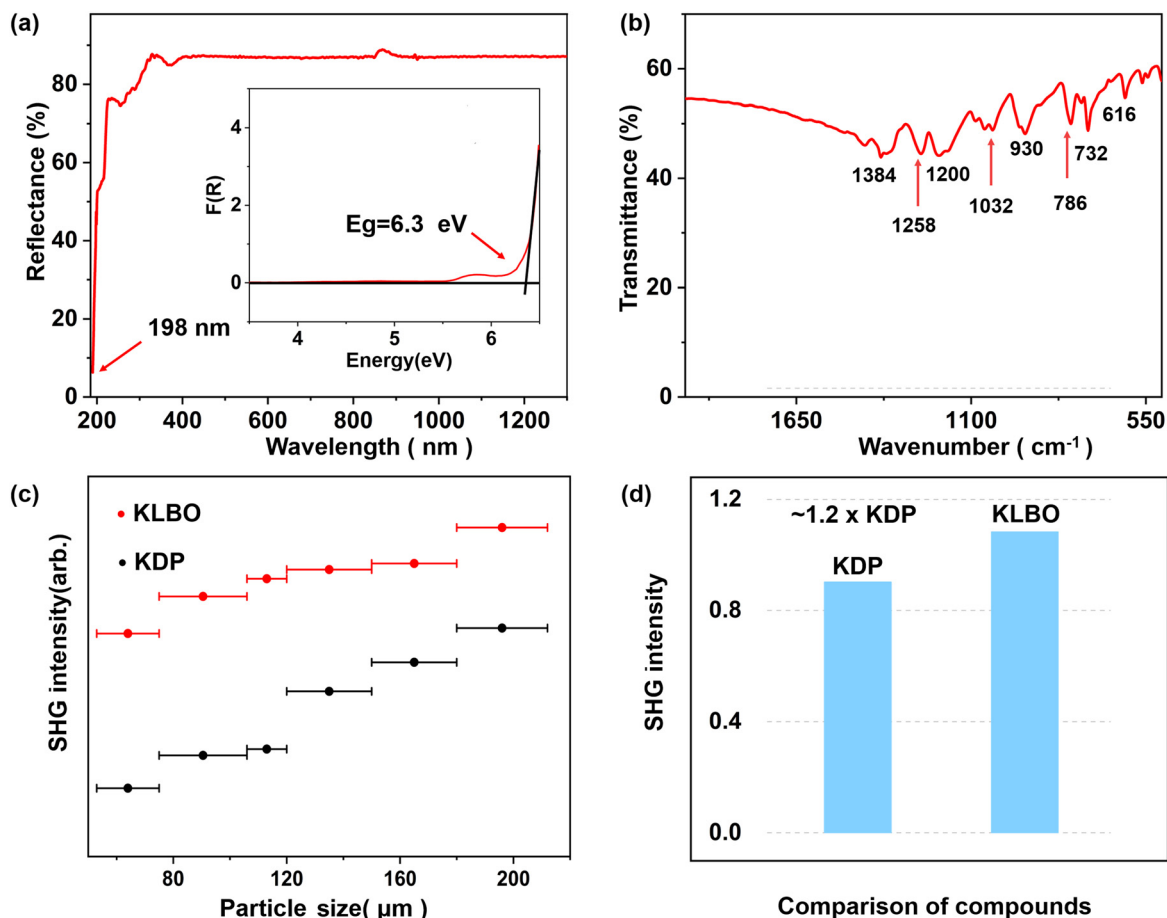 (a)
Reflectance (%)
80
60
40
20
0
200
400
600
800
1000
1200
Wavelength ( nm )
198 nm
F(R)
4
2
0
4
5
6
Energy(eV)
Eg=6.3 eV
(b)
Transmittance (%)
60
40
20
0
1650
1100
550
Wavenumber ( cm⁻¹ )
1384
1258
1200
1032
930
786
732
616
(c)
SHG intensity(arb.)
KLBO
KDP
80
120
160
200
Particle size( μm )
(d)
SHG intensity
1.2
0.8
0.4
0.0
~1.2 x KDP
KDP
KLBO
Comparison of compounds